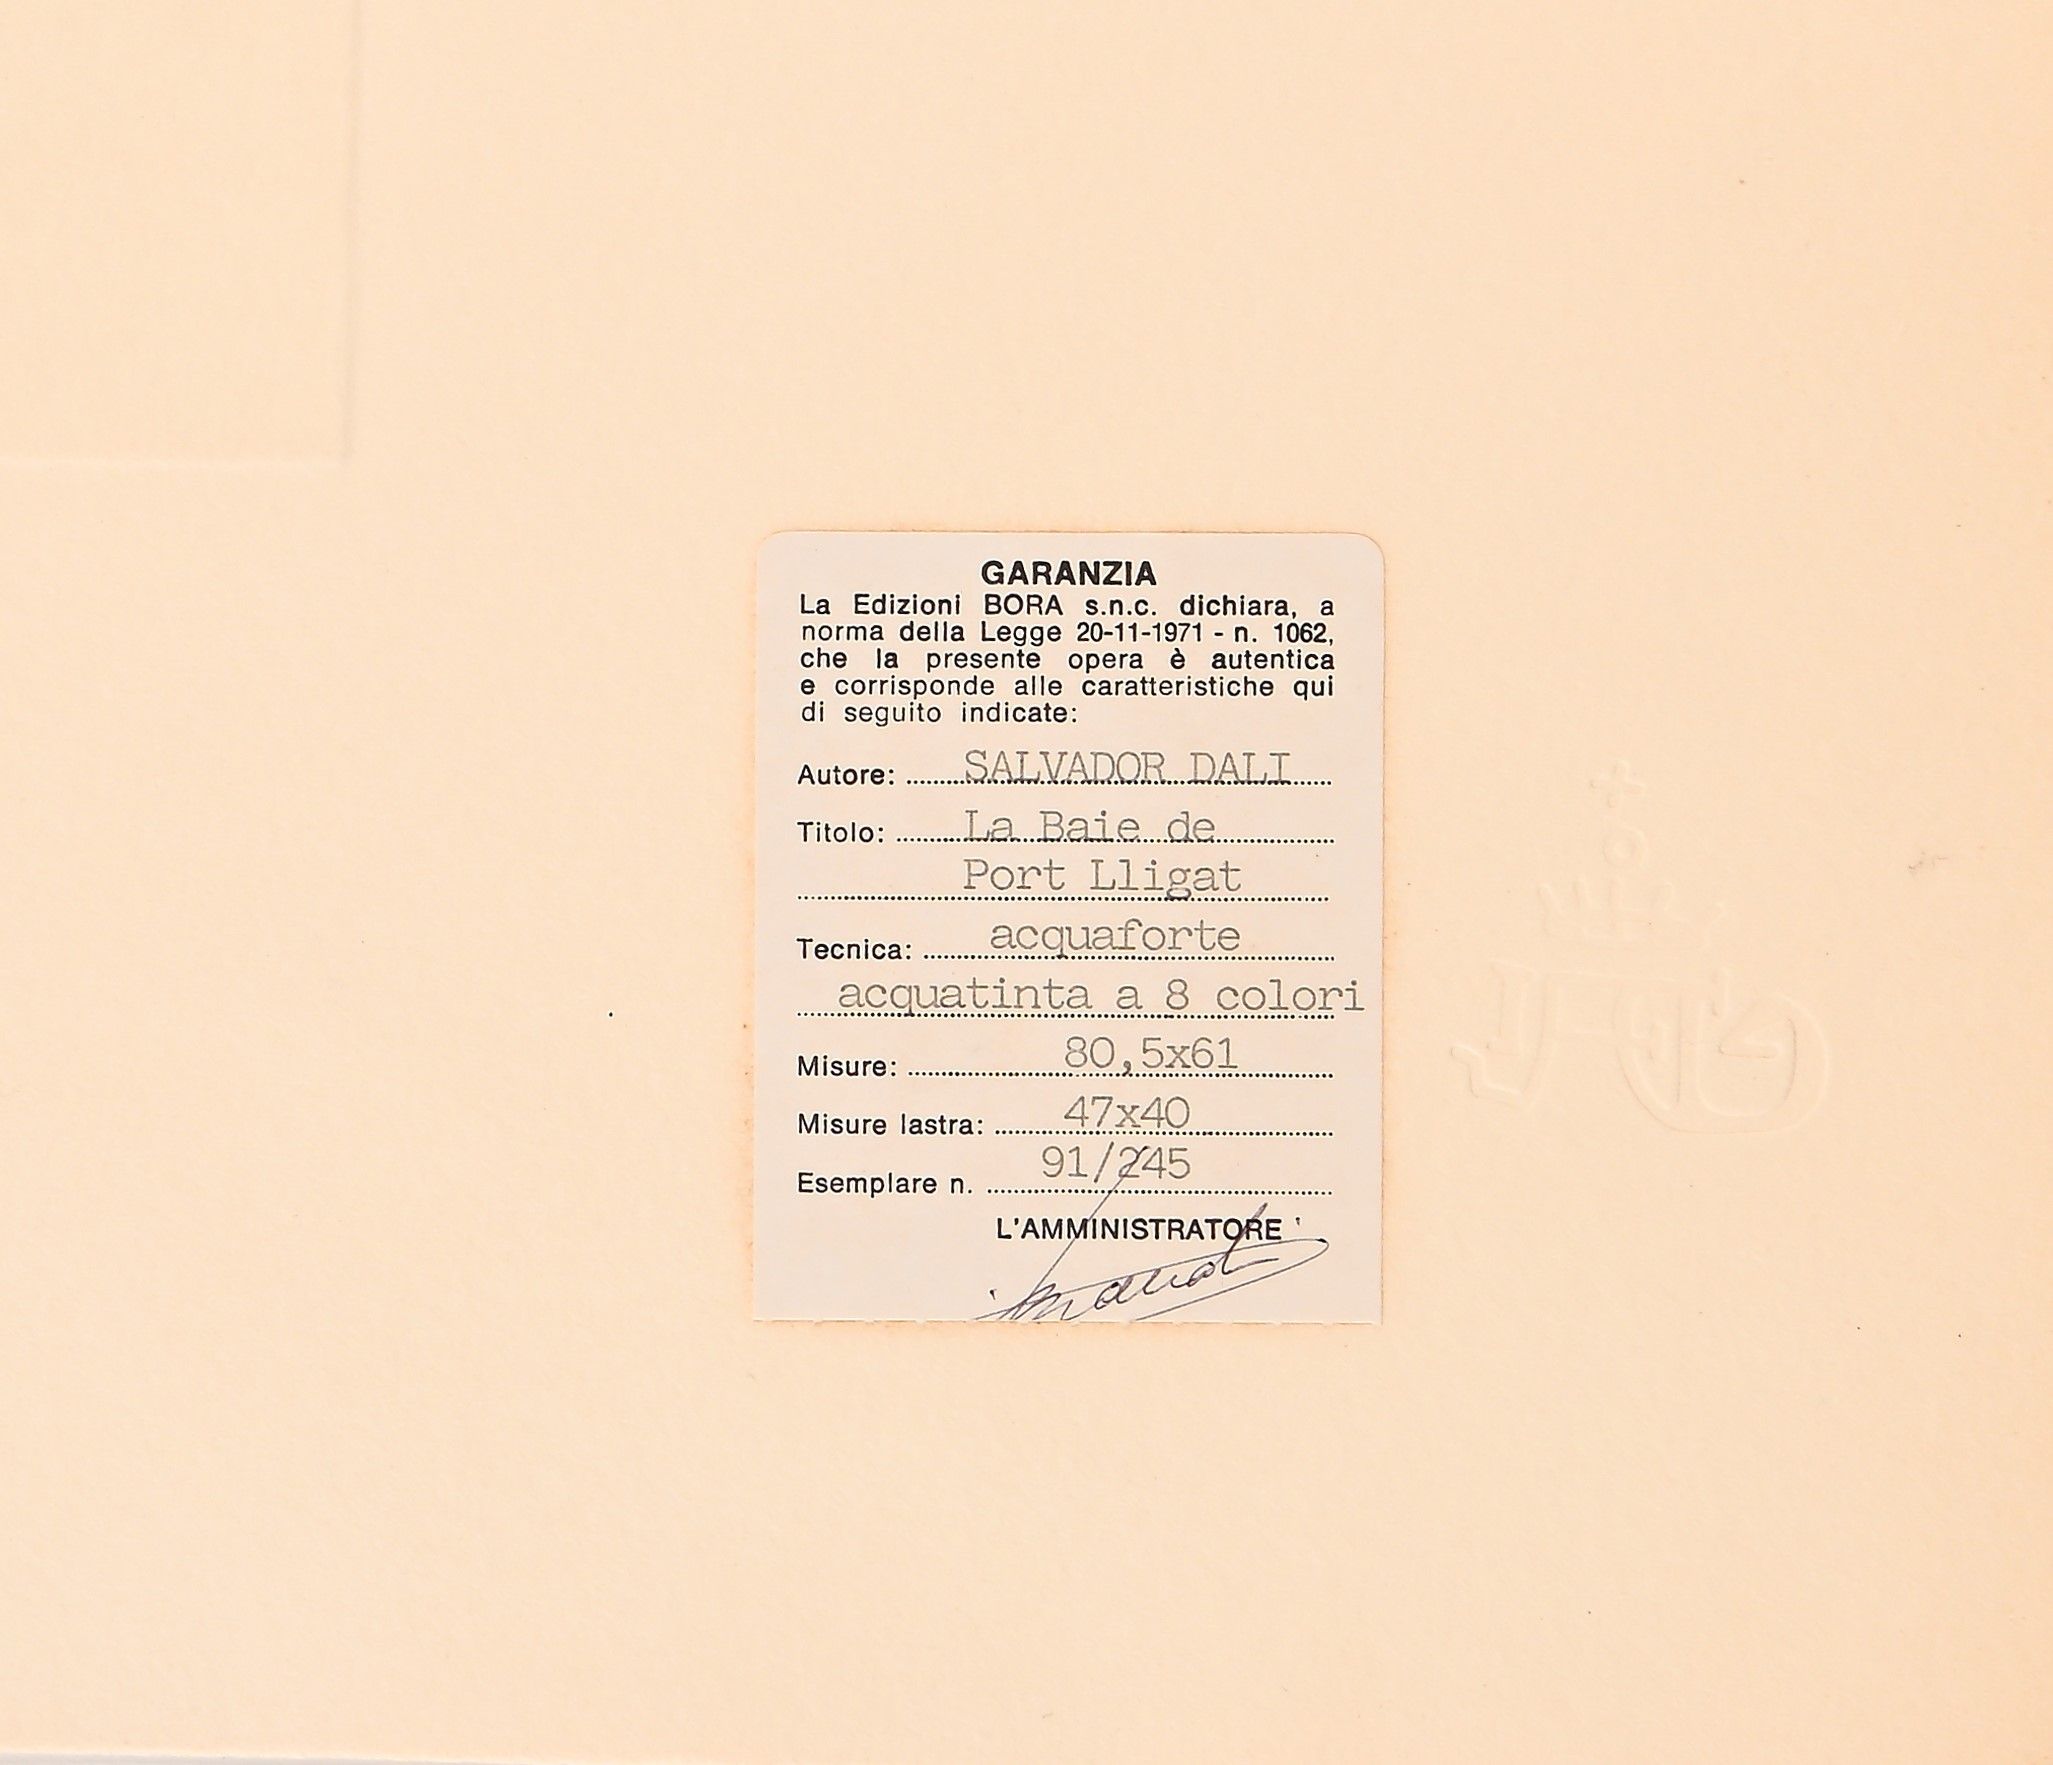 GARANZIA
La Edizioni BORA s.n.c. dichiara, a
norma della Legge 20-11-1971 - n. 1062,
che la presente opera è autentica
e corrisponde alle caratteristiche qui
di seguito indicate:
Autore: SALVADOR DALI
Titolo: La Baie de
Port Lligat
Tecnica: acquaforte
acquatinta a 8 colori
Misure: 80,5x61
Misure lastra: 47x40
Esemplare n. 91/245
L'AMMINISTRATORE